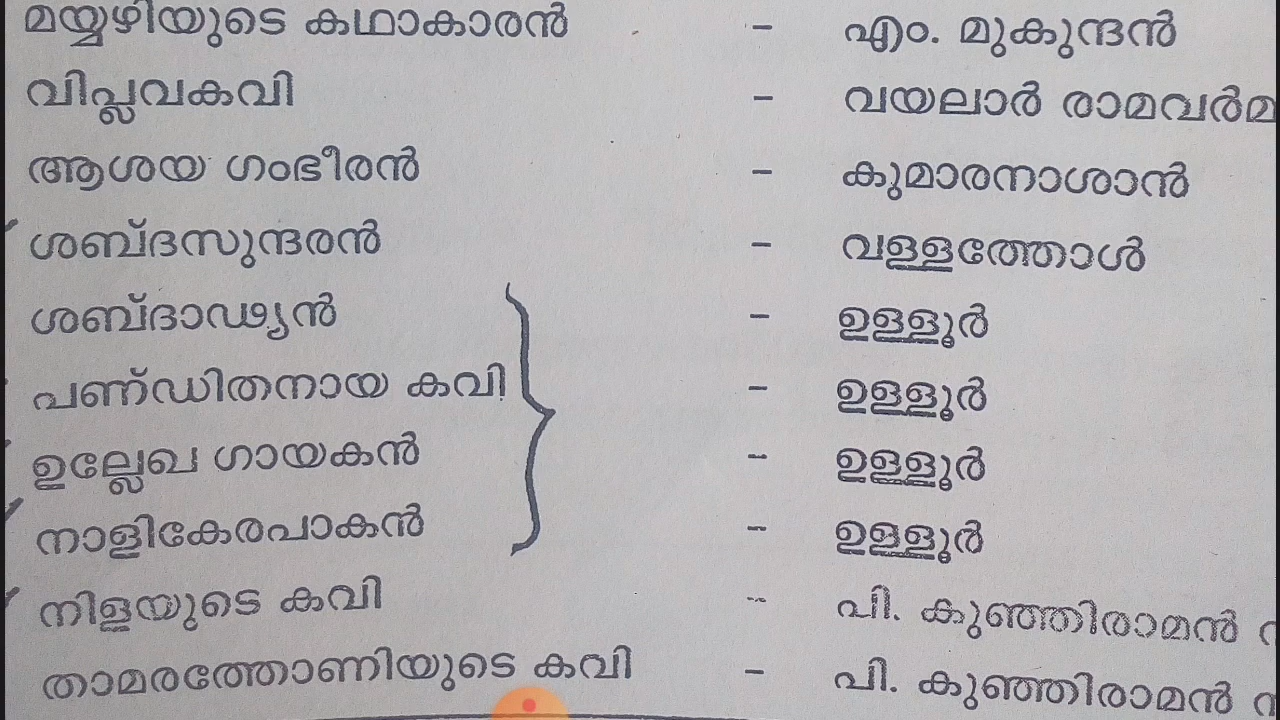 മയ്യഴിയുടെ കഥാകാരൻ - എം. മുകുന്ദൻ
വിപ്ലവകവി - വയലാർ രാമവർമ
ആശയ ഗംഭീരൻ - കുമാരനാശാൻ
ശബ്ദസുന്ദരൻ - വള്ളത്തോൾ
ശബ്ദാഢ്യൻ - ഉള്ളൂർ
പണ്ഡിതനായ കവി - ഉള്ളൂർ
ഉല്ലേഖ ഗായകൻ - ഉള്ളൂർ
നാളികേരപാകൻ - ഉള്ളൂർ
നിളയുടെ കവി - പി. കുഞ്ഞിരാമൻ
താമരത്തോണിയുടെ കവി - പി. കുഞ്ഞിരാമൻ